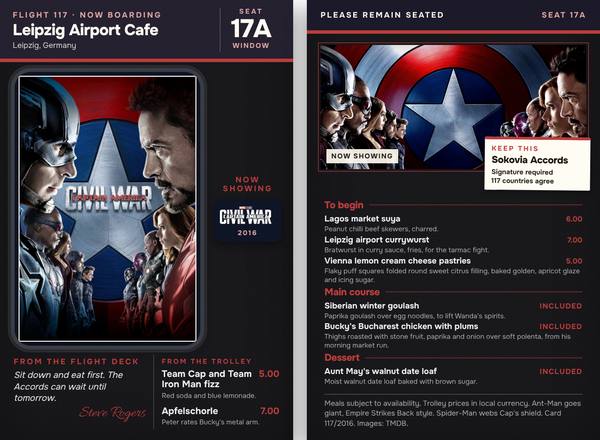 FLIGHT 117 · NOW BOARDING
Leipzig Airport Cafe
Leipzig, Germany
SEAT
17A
WINDOW
CAPTAIN AMERICA
CIVIL WAR
NOW
SHOWING
CIVIL WAR
2016
FROM THE FLIGHT DECK
Sit down and eat first. The
Accords can wait until
tomorrow.
Steve Rogers
FROM THE TROLLEY
Team Cap and Team Iron Man fizz 5.00
Red soda and blue lemonade.
Apfelschorle 7.00
Peter rates Bucky's metal arm.
PLEASE REMAIN SEATED
SEAT 17A
NOW SHOWING
KEEP THIS
Sokovia Accords
Signature required
117 countries agree
To begin
Lagos market suya 6.00
Peanut chilli beef skewers, charred.
Leipzig airport currywurst 7.00
Bratwurst in curry sauce, fries, for the tarmac fight.
Vienna lemon cream cheese pastries 5.00
Flaky puff squares folded round sweet citrus filling, baked golden, apricot glaze
and icing sugar.
Main course
Siberian winter goulash INCLUDED
Paprika goulash over egg noodles, to lift Wanda's spirits.
Bucky's Bucharest chicken with plums INCLUDED
Thighs roasted with stone fruit, paprika and onion over soft polenta, from his
morning market run.
Dessert
Aunt May's walnut date loaf INCLUDED
Moist walnut date loaf baked with brown sugar.
Meals subject to availability. Trolley prices in local currency. Ant-Man goes
giant, Empire Strikes Back style. Spider-Man webs Cap's shield. Card
117/2016. Images: TMDB.